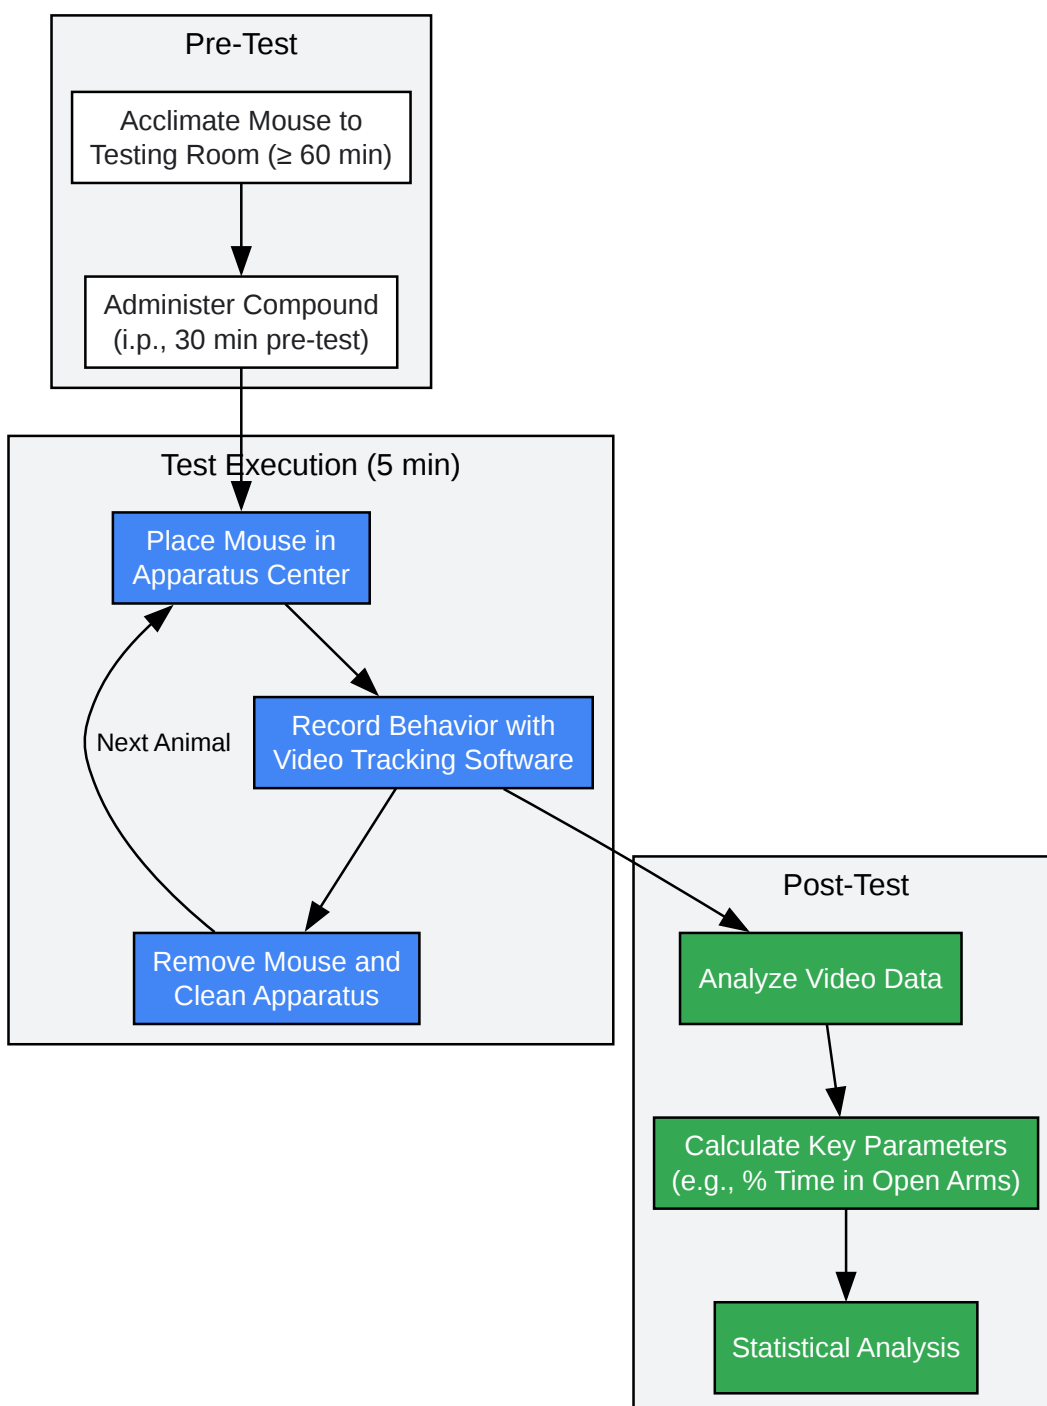 Pre-Test
Acclimate Mouse to
Testing Room (≥ 60 min)
Administer Compound
(i.p., 30 min pre-test)
Test Execution (5 min)
Place Mouse in
Apparatus Center
Record Behavior with
Video Tracking Software
Next Animal
Remove Mouse and
Clean Apparatus
Post-Test
Analyze Video Data
Calculate Key Parameters
(e.g., % Time in Open Arms)
Statistical Analysis